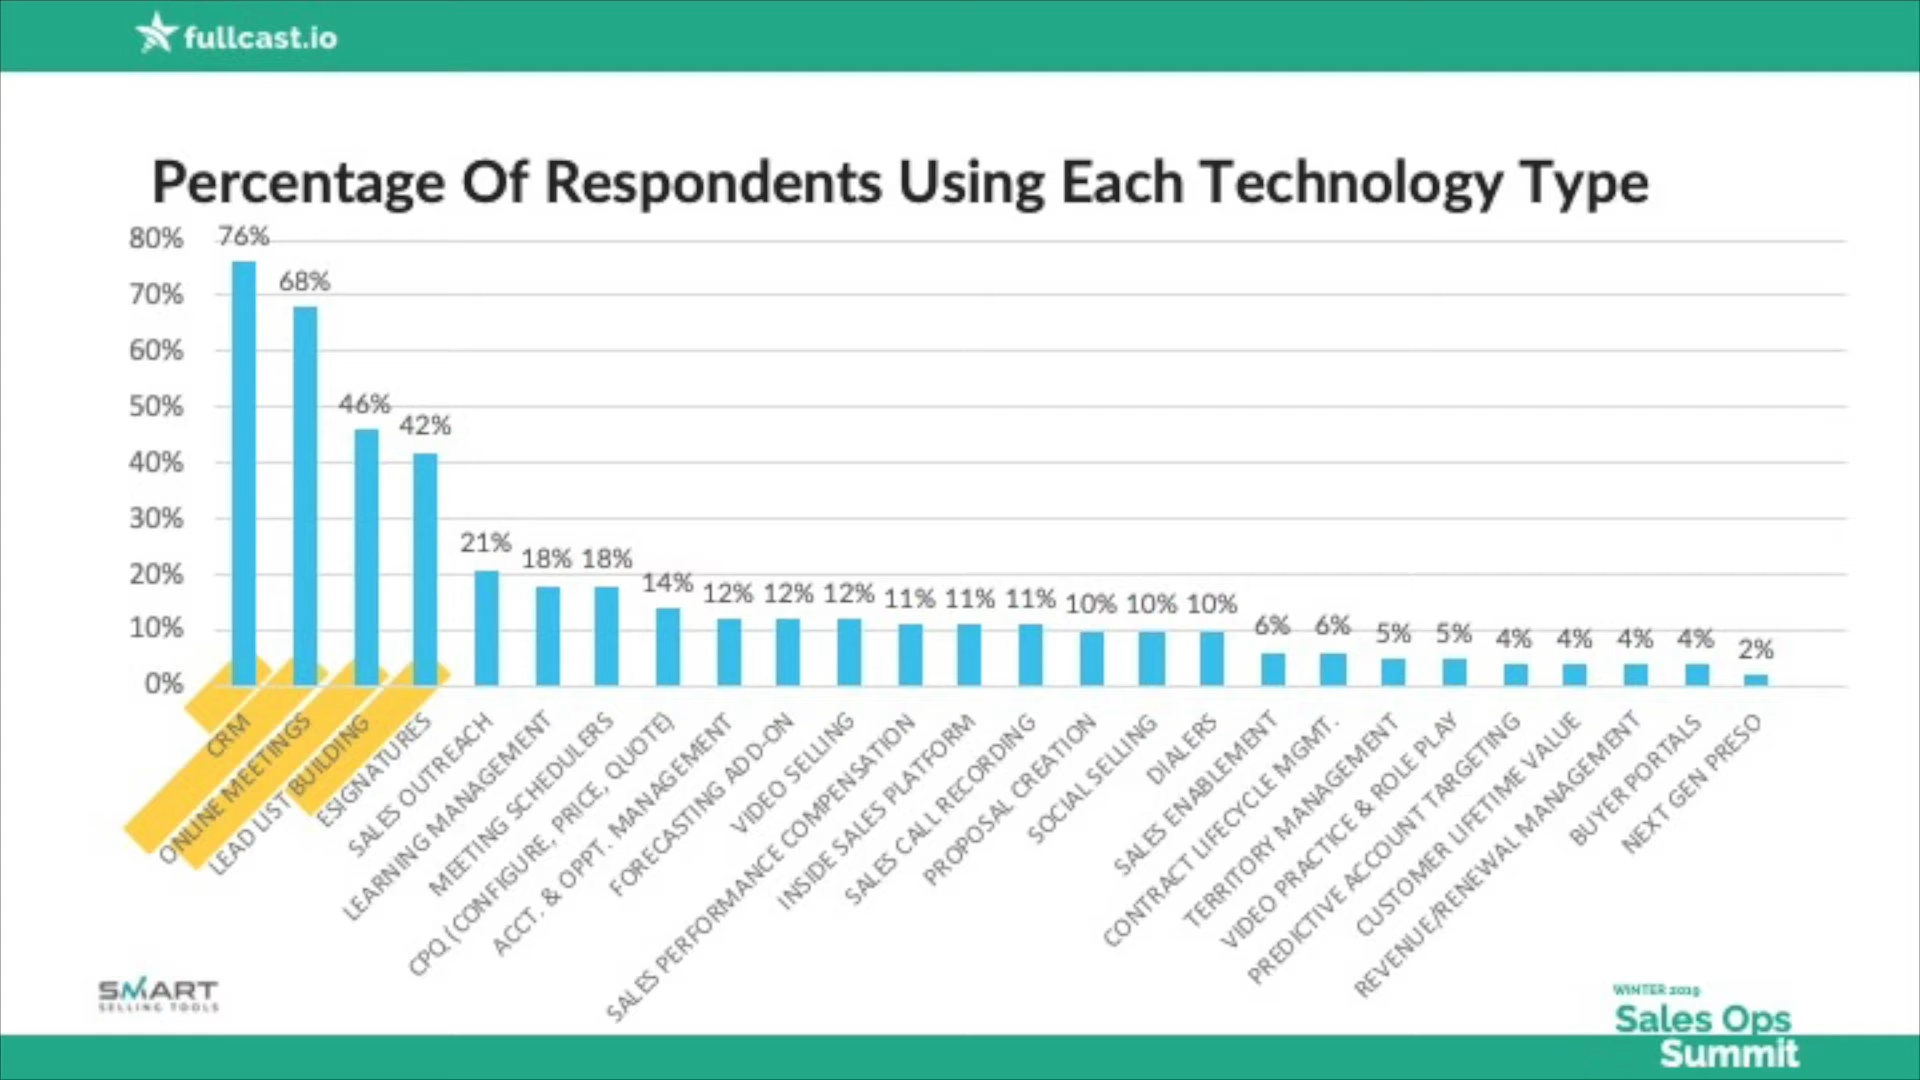 fullcast.io
Percentage Of Respondents Using Each Technology Type
80%
70%
60%
50%
40%
30%
20%
10%
0%
76%
68%
46%
42%
21%
18%
18%
14%
12%
12%
12%
11%
11%
11%
10%
10%
10%
6%
6%
5%
5%
4%
4%
4%
4%
2%
CRM
ONLINE MEETINGS
LEAD LIST BUILDING
ESIGNATURES
SALES OUTREACH
LEARNING MANAGEMENT
MEETING SCHEDULERS
CPQ (CONFIGURE, PRICE, QUOTE)
ACCT. & OPPT. MANAGEMENT
FORECASTING ADD-ON
VIDEO SELLING
SALES PERFORMANCE COMPENSATION
INSIDE SALES PLATFORM
SALES CALL RECORDING
PROPOSAL CREATION
SOCIAL SELLING
DIALERS
SALES ENABLEMENT
CONTRACT LIFECYCLE MGMT.
TERRITORY MANAGEMENT
VIDEO PRACTICE & ROLE PLAY
PREDICTIVE ACCOUNT TARGETING
CUSTOMER LIFETIME VALUE
REVENUE/RENEWAL MANAGEMENT
BUYER PORTALS
NEXT GEN PRESO
SMART
SELLING TOOLS
WINTER 2019
Sales Ops
Summit